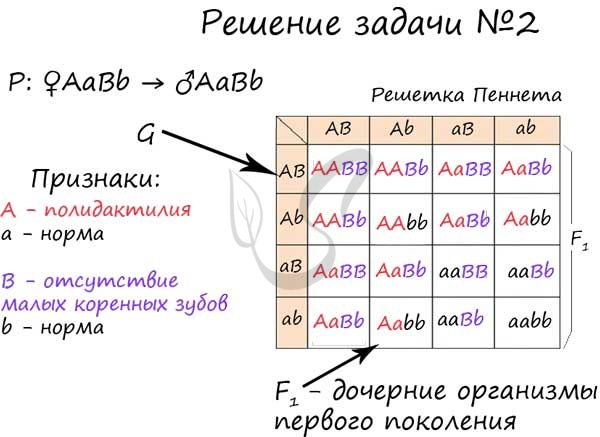 Решение задачи №2
P: ♀AaBb → ♂AaBb
Решетка Пеннета
G
AB Ab aB ab
AB AABB AABb AaBB AaBb
Ab AABb AAbb AaBb Aabb
aB AaBB AaBb aaBB aaBb
ab AaBb Aabb aaBb aabb
F₁
Признаки:
A - полидактилия
a - норма
B - отсутствие
малых коренных зубов
b - норма
F₁ - дочерние организмы
первого поколения